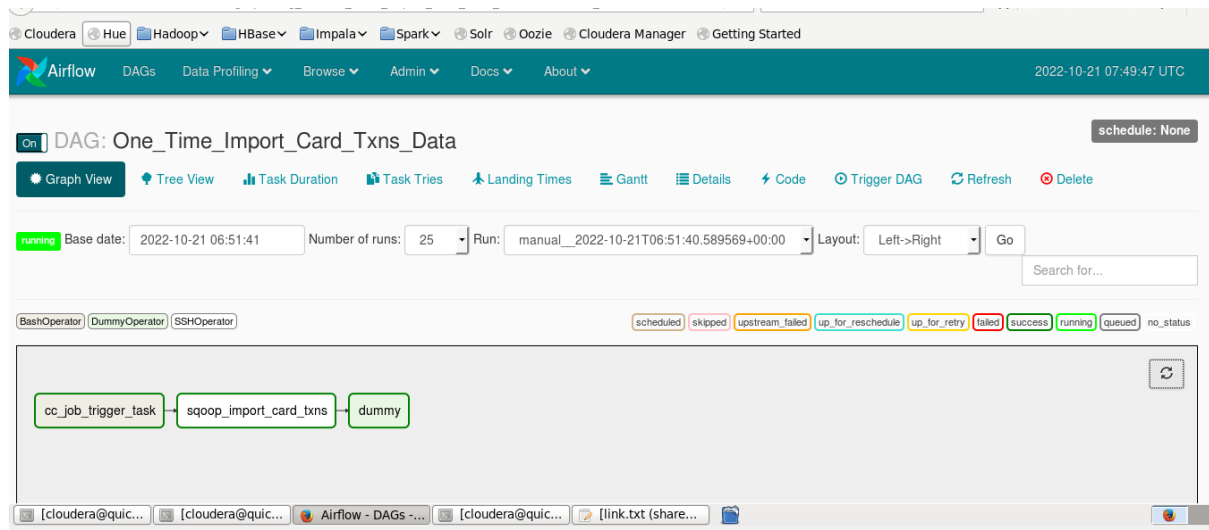 Cloudera Hue Hadoop HBase Impala Spark Solr Oozie Cloudera Manager Getting Started
Airflow DAGs Data Profiling Browse Admin Docs About 2022-10-21 07:49:47 UTC
On DAG: One_Time_Import_Card_Txns_Data schedule: None
Graph View Tree View Task Duration Task Tries Landing Times Gantt Details Code Trigger DAG Refresh Delete
running Base date: 2022-10-21 06:51:41 Number of runs: 25 Run: manual__2022-10-21T06:51:40.589569+00:00 Layout: Left->Right Go
Search for...
BashOperator DummyOperator SSHOperator scheduled skipped upstream_failed up_for_reschedule up_for_retry failed success running queued no_status
cc_job_trigger_task sqoop_import_card_txns dummy
[cloudera@quic... [cloudera@quic... Airflow - DAGs -... [cloudera@quic... [link.txt (share...